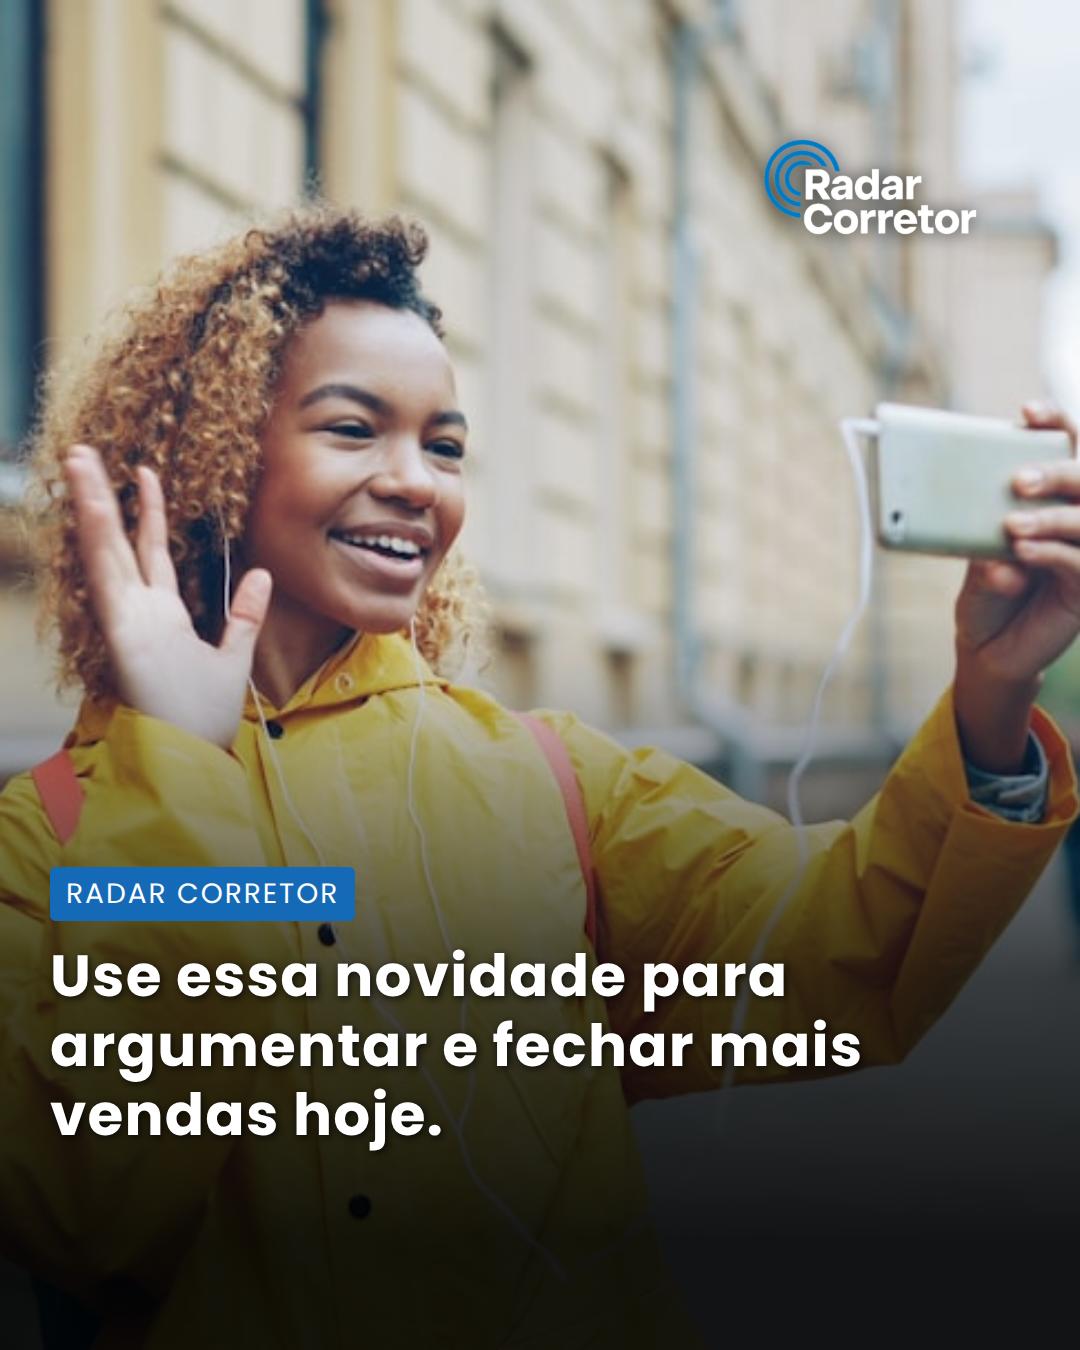 Radar
Corretor
RADAR CORRETOR
Use essa novidade para
argumentar e fechar mais
vendas hoje.